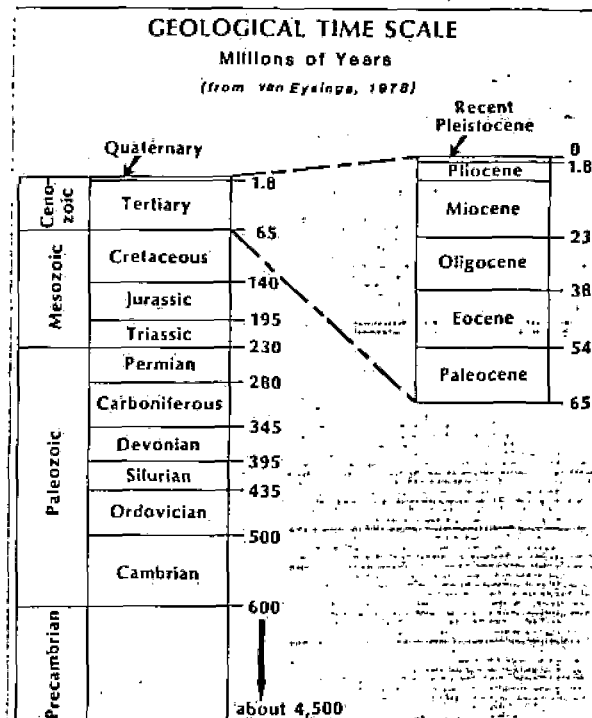 GEOLOGICAL TIME SCALE
Millions of Years
(from van Eysinga, 1978)
Quaternary
Cenozoic
Tertiary
1.8
65
Mesozoic
Cretaceous
140
Jurassic
195
Triassic
230
Paleozoic
Permian
280
Carboniferous
345
Devonian
395
Silurian
435
Ordovician
500
Cambrian
600
Precambrian
about 4,500
Recent
Pleistocene
0
1.8
Pliocene
Miocene
23
Oligocene
38
Eocene
54
Paleocene
65